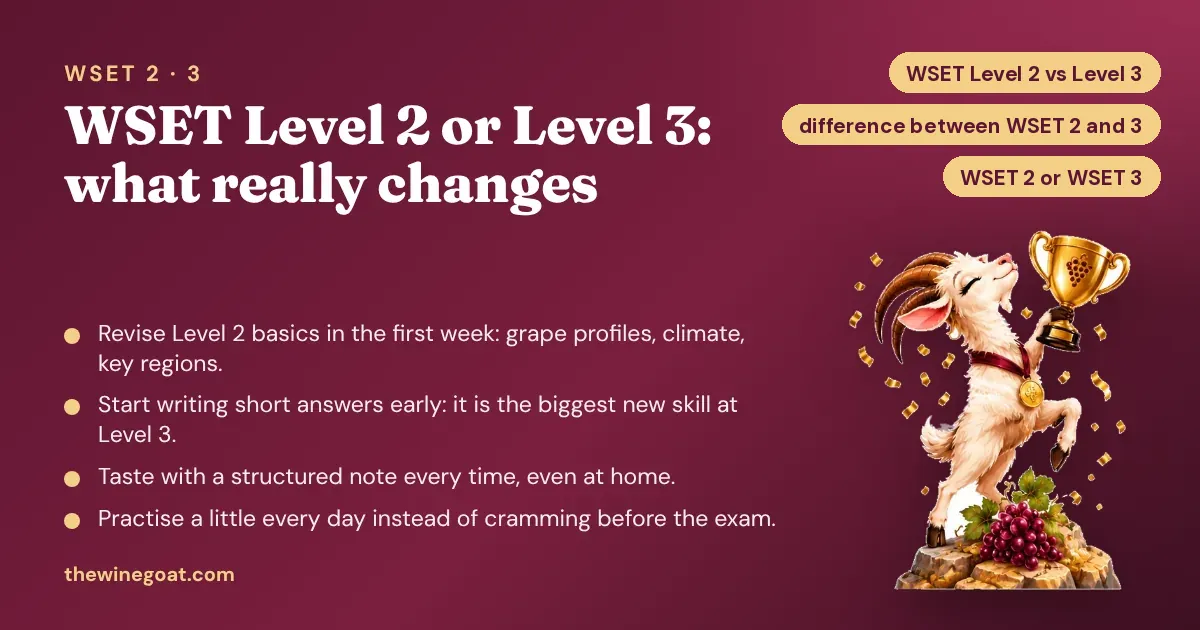 WSET 2 · 3
WSET Level 2 or Level 3:
what really changes
WSET Level 2 vs Level 3
difference between WSET 2 and 3
WSET 2 or WSET 3
Revise Level 2 basics in the first week: grape profiles, climate,
key regions.
Start writing short answers early: it is the biggest new skill at
Level 3.
Taste with a structured note every time, even at home.
Practise a little every day instead of cramming before the exam.
thewinegoat.com